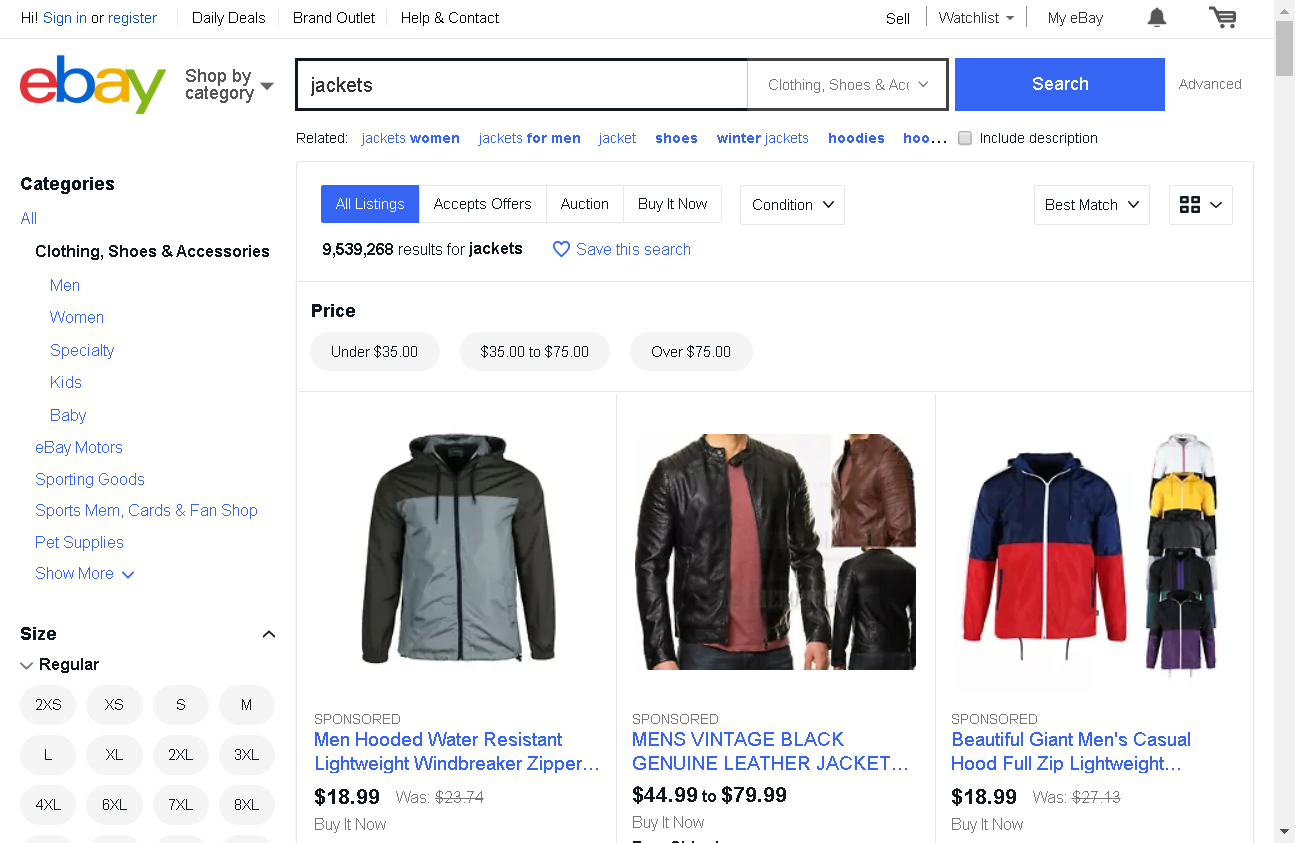 Hi! Sign in or register
Daily Deals
Brand Outlet
Help & Contact
Sell
Watchlist
My eBay
ebay
Shop by
category
jackets
Clothing, Shoes & Acc
Search
Advanced
Related: jackets women jackets for men jacket shoes winter jackets hoodies hoo...
Include description
Categories
All
Clothing, Shoes & Accessories
Men
Women
Specialty
Kids
Baby
eBay Motors
Sporting Goods
Sports Mem, Cards & Fan Shop
Pet Supplies
Show More
Size
Regular
2XS XS S M
L XL 2XL 3XL
4XL 6XL 7XL 8XL
All Listings
Accepts Offers
Auction
Buy It Now
Condition
Best Match
9,539,268 results for jackets
Save this search
Price
Under $35.00
$35.00 to $75.00
Over $75.00
SPONSORED
Men Hooded Water Resistant
Lightweight Windbreaker Zipper...
$18.99 Was: $23.74
Buy It Now
SPONSORED
MENS VINTAGE BLACK
GENUINE LEATHER JACKET...
$44.99 to $79.99
Buy It Now
SPONSORED
Beautiful Giant Men's Casual
Hood Full Zip Lightweight...
$18.99 Was: $27.13
Buy It Now